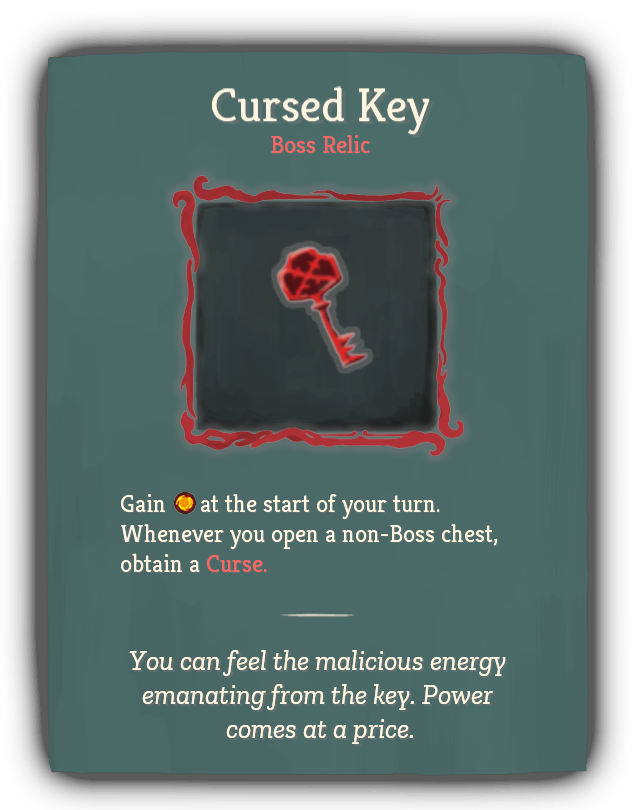 Cursed Key
Boss Relic
Gain at the start of your turn.
Whenever you open a non-Boss chest,
obtain a Curse.
You can feel the malicious energy
emanating from the key. Power
comes at a price.